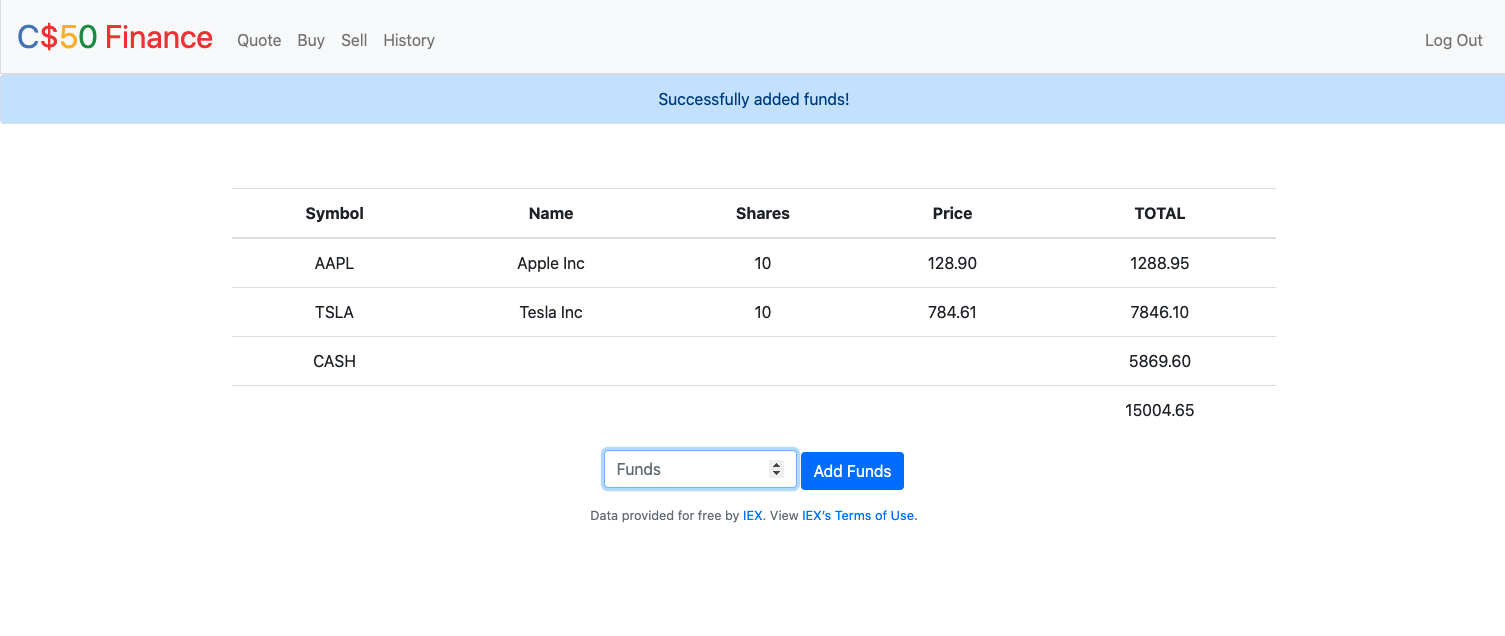 C$50 Finance Quote Buy Sell History Log Out
Successfully added funds!
Symbol Name Shares Price TOTAL
AAPL Apple Inc 10 128.90 1288.95
TSLA Tesla Inc 10 784.61 7846.10
CASH 5869.60
15004.65
Funds Add Funds
Data provided for free by IEX. View IEX’s Terms of Use.